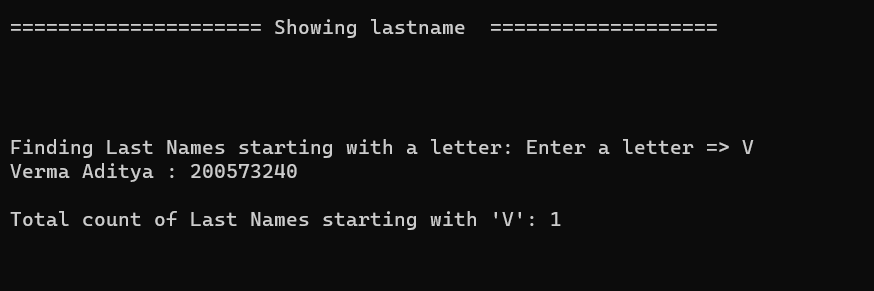 ===================== Showing lastname  ===================
Finding Last Names starting with a letter: Enter a letter => V
Verma Aditya : 200573240
Total count of Last Names starting with 'V': 1